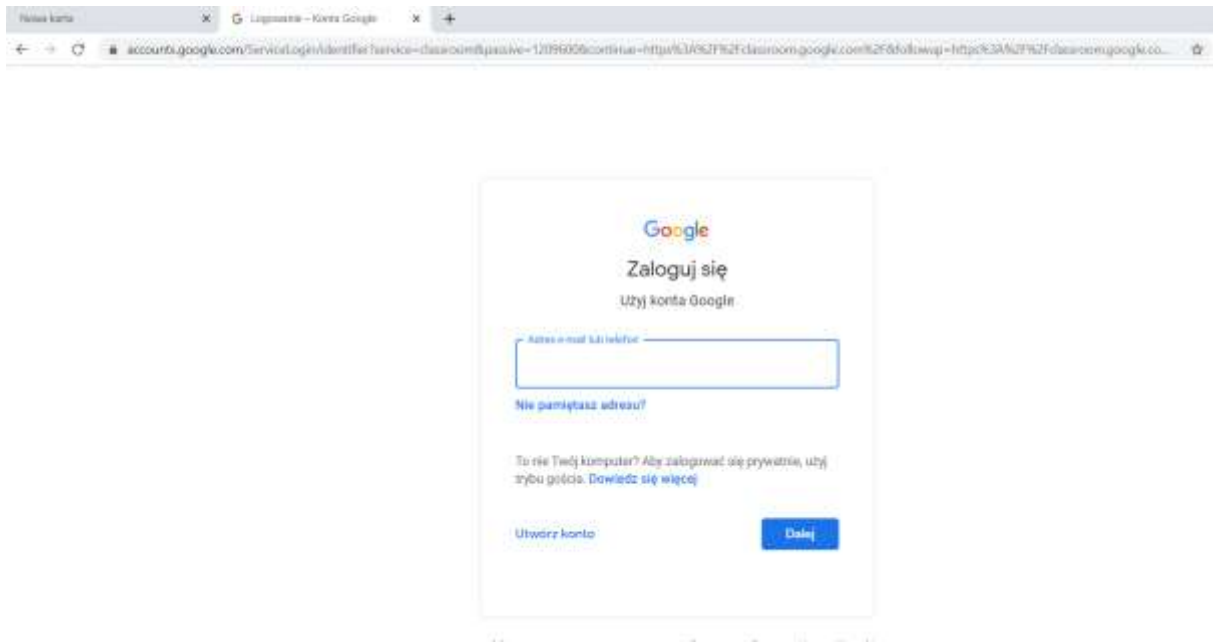 Nowa karta
Logowanie – Konta Google
accounts.google.com/ServiceLogin/identifier?service=classroom&passive=1209600&continue=https%3A%2F%2Fclassroom.google.com%2F&followup=https%3A%2F%2Fclassroom.google.co...
Google
Zaloguj się
Użyj konta Google
Adres e-mail lub telefon
Nie pamiętasz adresu?
To nie Twój komputer? Aby zalogować się prywatnie, użyj
trybu gościa. Dowiedz się więcej
Utwórz konto
Dalej